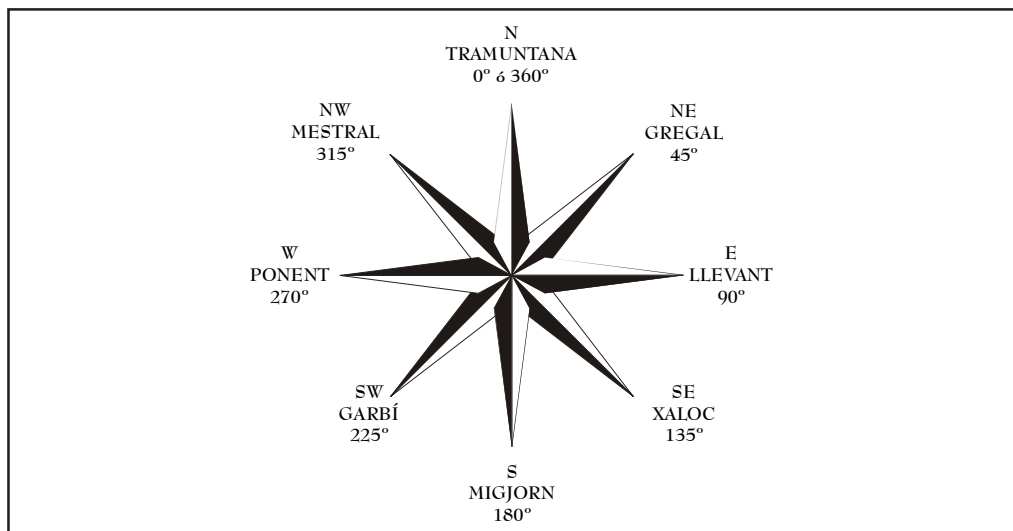 N
TRAMUNTANA
0º ó 360º
NW
MESTRAL
315º
NE
GREGAL
45º
W
PONENT
270º
E
LLEVANT
90º
SW
GARBÍ
225º
SE
XALOC
135º
S
MIGJORN
180º